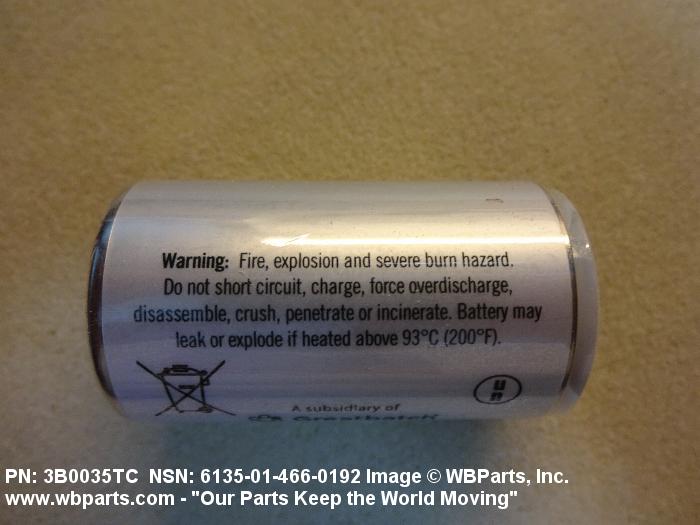 Warning: Fire, explosion and severe burn hazard.
Do not short circuit, charge, force overdischarge,
disassemble, crush, penetrate or incinerate. Battery may
leak or explode if heated above 93°C (200°F).
A subsidiary of
Greatbatch
PN: 3B0035TC NSN: 6135-01-466-0192 Image © WBParts, Inc.
www.wbparts.com - "Our Parts Keep the World Moving"